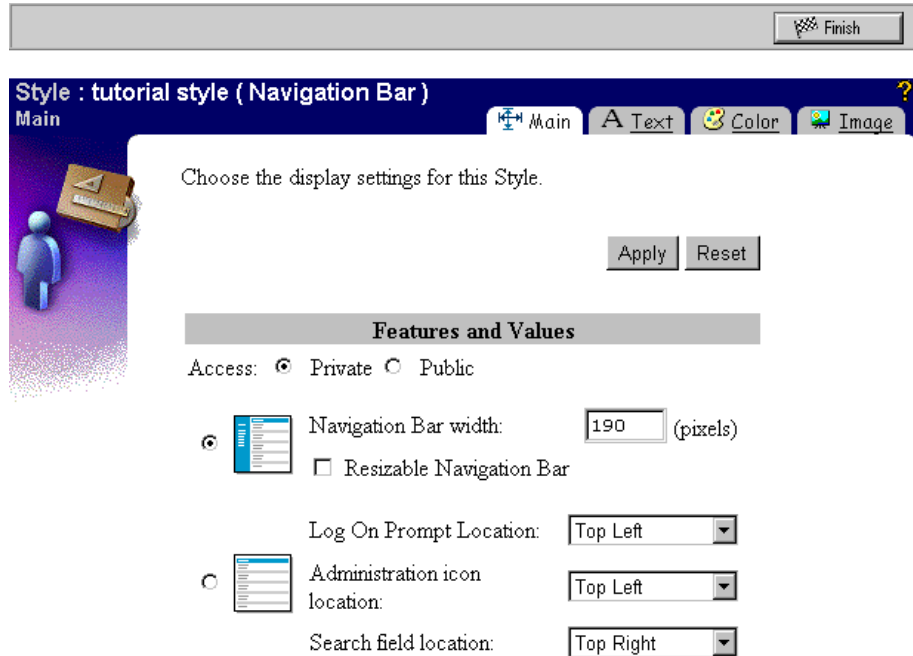 Finish
Style : tutorial style ( Navigation Bar )
?
Main
Main A Text Color Image
Choose the display settings for this Style.
Apply Reset
Features and Values
Access: Private Public
Navigation Bar width: 190 (pixels)
Resizable Navigation Bar
Log On Prompt Location: Top Left
Administration icon
location: Top Left
Search field location: Top Right